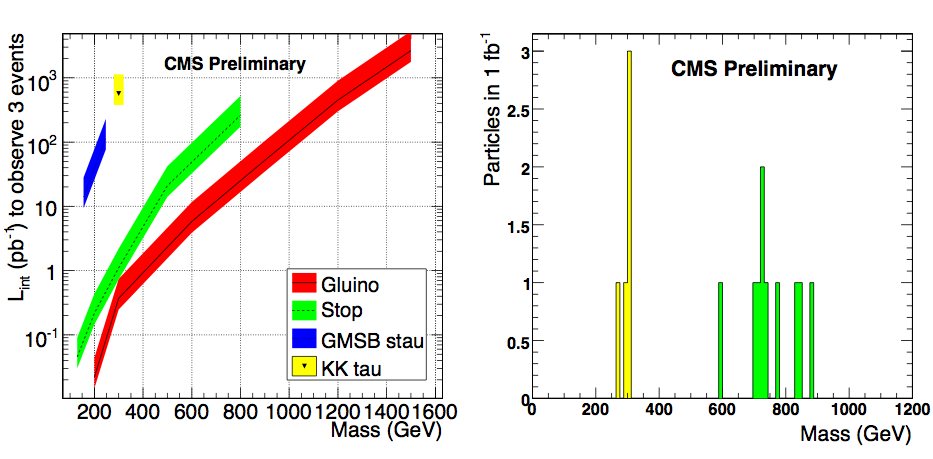 L_int (pb^-1) to observe 3 events
CMS Preliminary
10^3
10^2
10
1
10^-1
Gluino
Stop
GMSB stau
KK tau
200 400 600 800 1000 1200 1400 1600
Mass (GeV)
Particles in 1 fb^-1
CMS Preliminary
3
2.5
2
1.5
1
0.5
0
0 200 400 600 800 1000 1200
Mass (GeV)